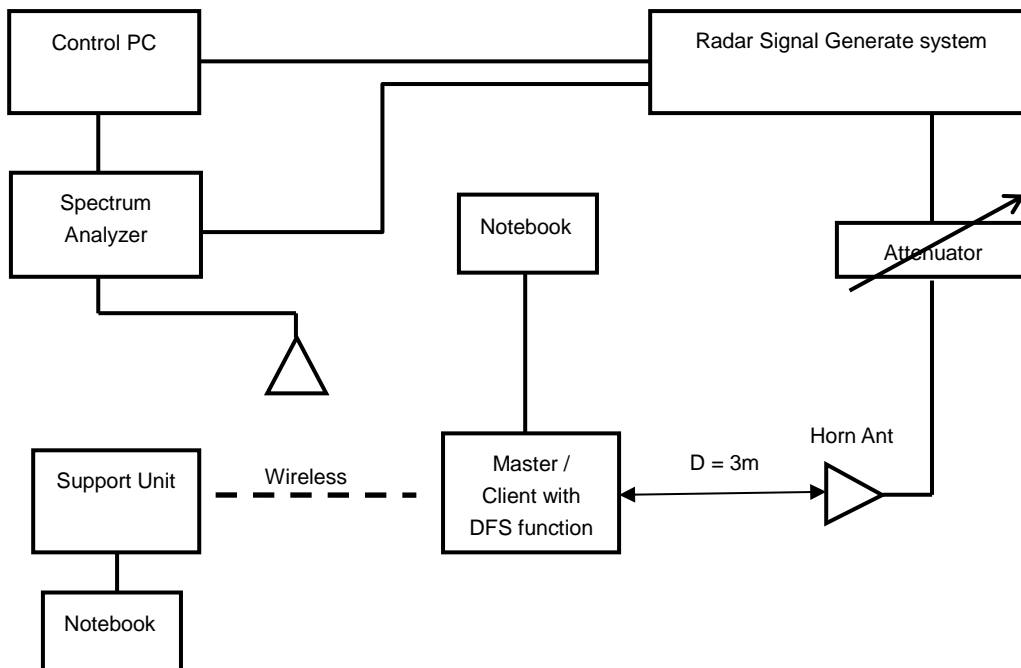 Control PC
Radar Signal Generate system
Spectrum
Analyzer
Notebook
Attenuator
Horn Ant
D = 3m
Master /
Client with
DFS function
Wireless
Support Unit
Notebook